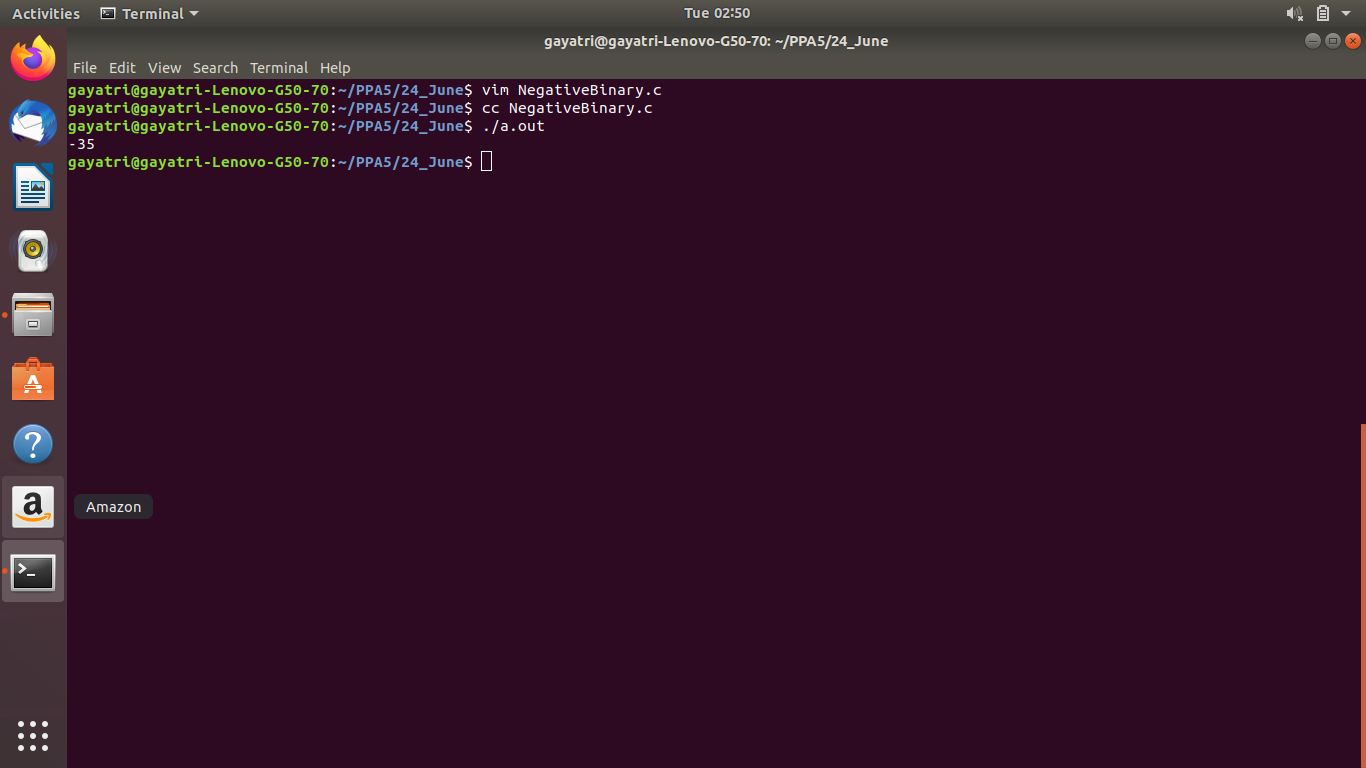 Activities Terminal Tue 02:50
gayatri@gayatri-Lenovo-G50-70: ~/PPA5/24_June
File Edit View Search Terminal Help
gayatri@gayatri-Lenovo-G50-70:~/PPA5/24_June$ vim NegativeBinary.c
gayatri@gayatri-Lenovo-G50-70:~/PPA5/24_June$ cc NegativeBinary.c
gayatri@gayatri-Lenovo-G50-70:~/PPA5/24_June$ ./a.out
-35
gayatri@gayatri-Lenovo-G50-70:~/PPA5/24_June$
Amazon